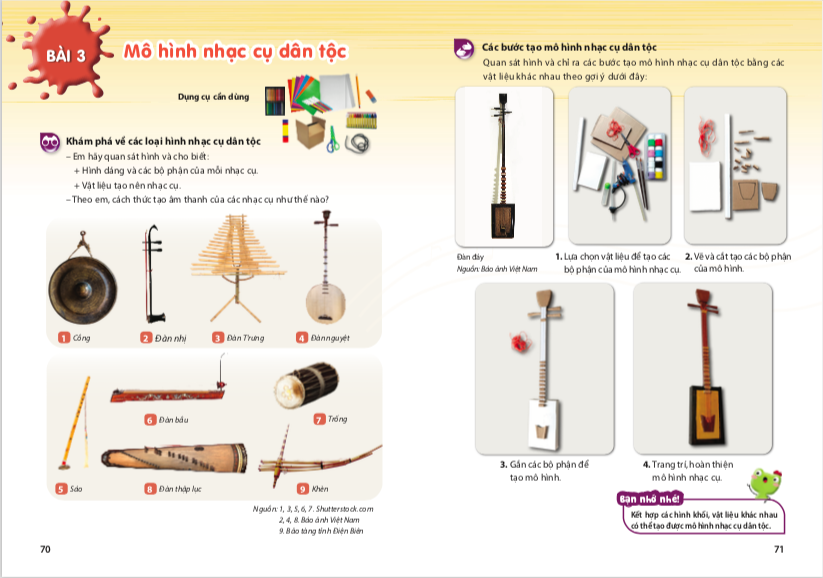 BÀI 3
Mô hình nhạc cụ dân tộc
Dụng cụ cần dùng
Khám phá về các loại hình nhạc cụ dân tộc
– Em hãy quan sát hình và cho biết:
+ Hình dáng và các bộ phận của mỗi nhạc cụ.
+ Vật liệu tạo nên nhạc cụ.
– Theo em, cách thức tạo âm thanh của các nhạc cụ như thế nào?
1 Cồng
2 Đàn nhị
3 Đàn T'rưng
4 Đàn nguyệt
6 Đàn bầu
7 Trống
5 Sáo
8 Đàn thập lục
9 Khèn
Nguồn: 1, 3, 5, 6, 7. Shutterstock.com
2, 4, 8. Báo ảnh Việt Nam
9. Bảo tàng tỉnh Điện Biên
70
Các bước tạo mô hình nhạc cụ dân tộc
Quan sát hình và chỉ ra các bước tạo mô hình nhạc cụ dân tộc bằng các
vật liệu khác nhau theo gợi ý dưới đây:
Đàn đáy
Nguồn: Báo ảnh Việt Nam
1. Lựa chọn vật liệu để tạo các
bộ phận của mô hình nhạc cụ.
2. Vẽ và cắt tạo các bộ phận
của mô hình.
3. Gắn các bộ phận để
tạo mô hình.
4. Trang trí, hoàn thiện
mô hình nhạc cụ.
Bạn nhớ nhé!
Kết hợp các hình khối, vật liệu khác nhau
có thể tạo được mô hình nhạc cụ dân tộc.
71